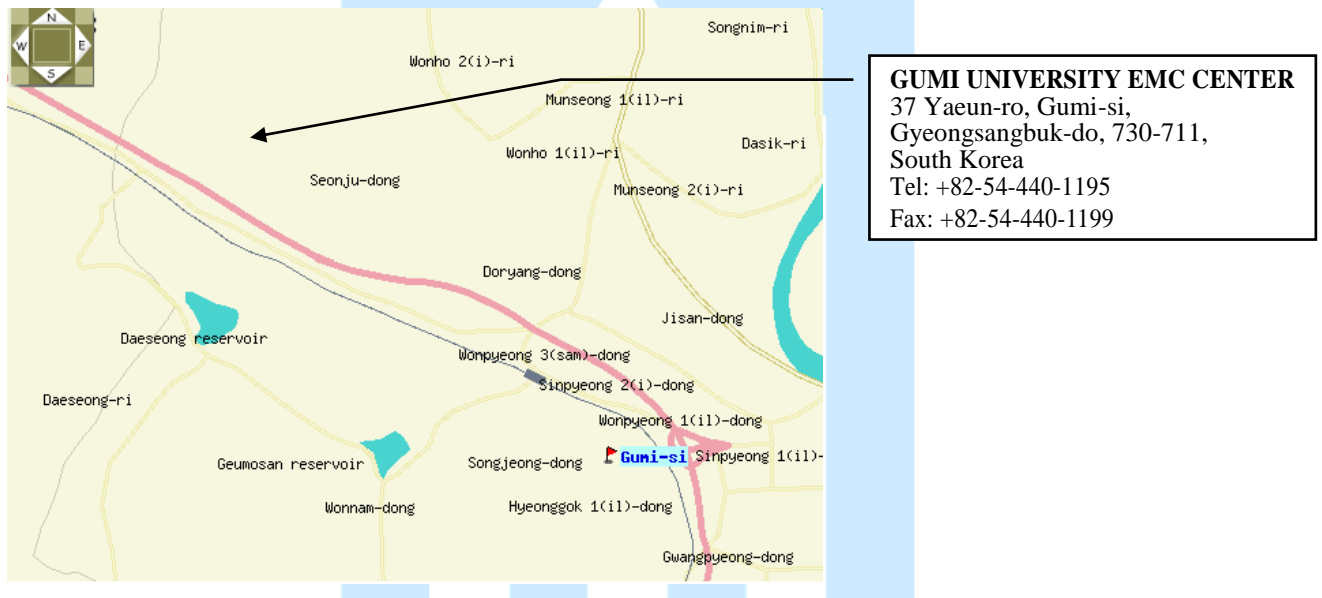 N
W
E
S
Songnim-ri
Wonho 2(i)-ri
Munseong 1(il)-ri
Dasik-ri
Wonho 1(il)-ri
Seonju-dong
Munseong 2(i)-ri
Doryang-dong
Jisan-dong
Daeseong reservoir
Wonpyeong 3(sam)-dong
Sinpyeong 2(i)-dong
Daeseong-ri
Wonpyeong 1(il)-dong
Gumi-si
Sinpyeong 1(il)-
Geumosan reservoir
Songjeong-dong
Wonnam-dong
Hyeonggok 1(il)-dong
Gwangpyeong-dong
GUMI UNIVERSITY EMC CENTER
37 Yaeun-ro, Gumi-si,
Gyeongsangbuk-do, 730-711,
South Korea
Tel: +82-54-440-1195
Fax: +82-54-440-1199